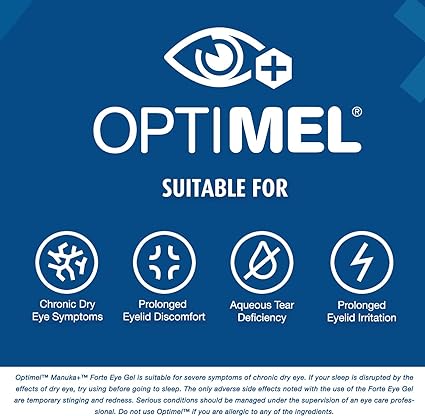 OPTIMEL®
SUITABLE FOR
Chronic Dry
Eye Symptoms
Prolonged
Eyelid Discomfort
Aqueous Tear
Deficiency
Prolonged
Eyelid Irritation
Optimel™ Manuka+™ Forte Eye Gel is suitable for severe symptoms of chronic dry eye. If your sleep is disrupted by the
effects of dry eye, try using before going to sleep. The only adverse side effects noted with the use of the Forte Eye Gel
are temporary stinging and redness. Serious conditions should be managed under the supervision of an eye care profes-
sional. Do not use Optimel™ if you are allergic to any of the ingredients.